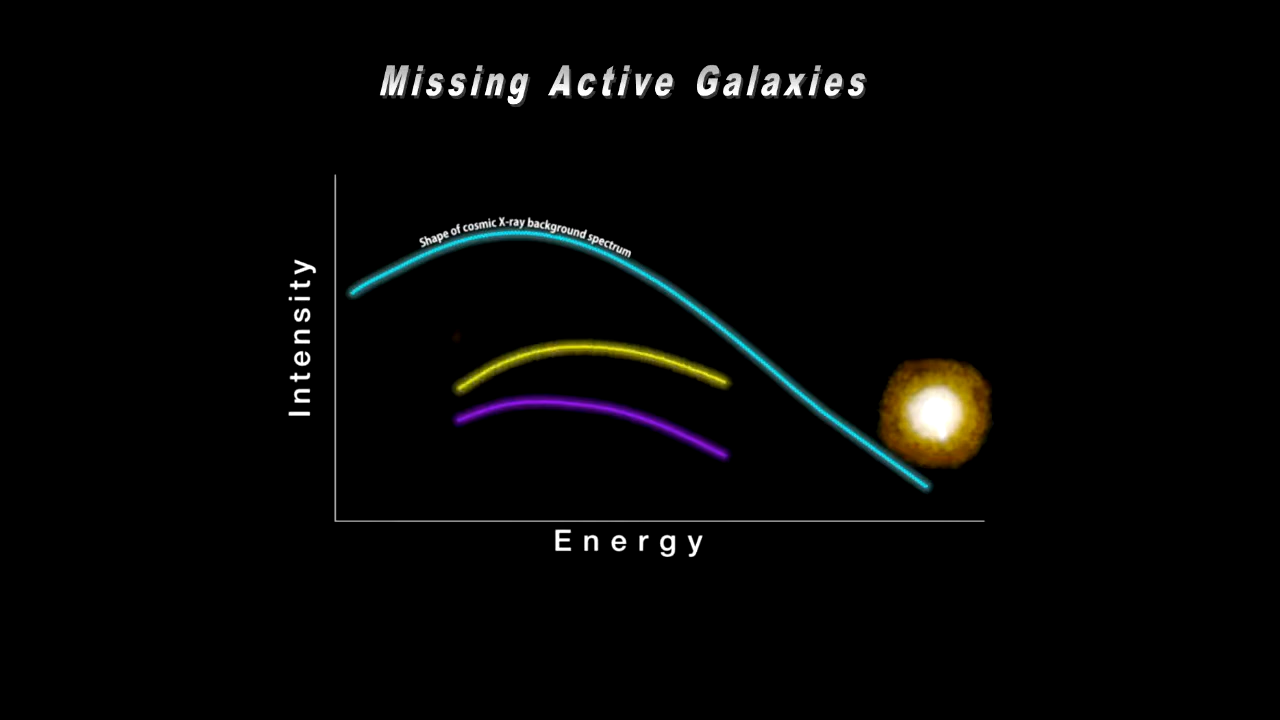 Missing Active Galaxies
Shape of cosmic X-ray background spectrum
Intensity
Energy